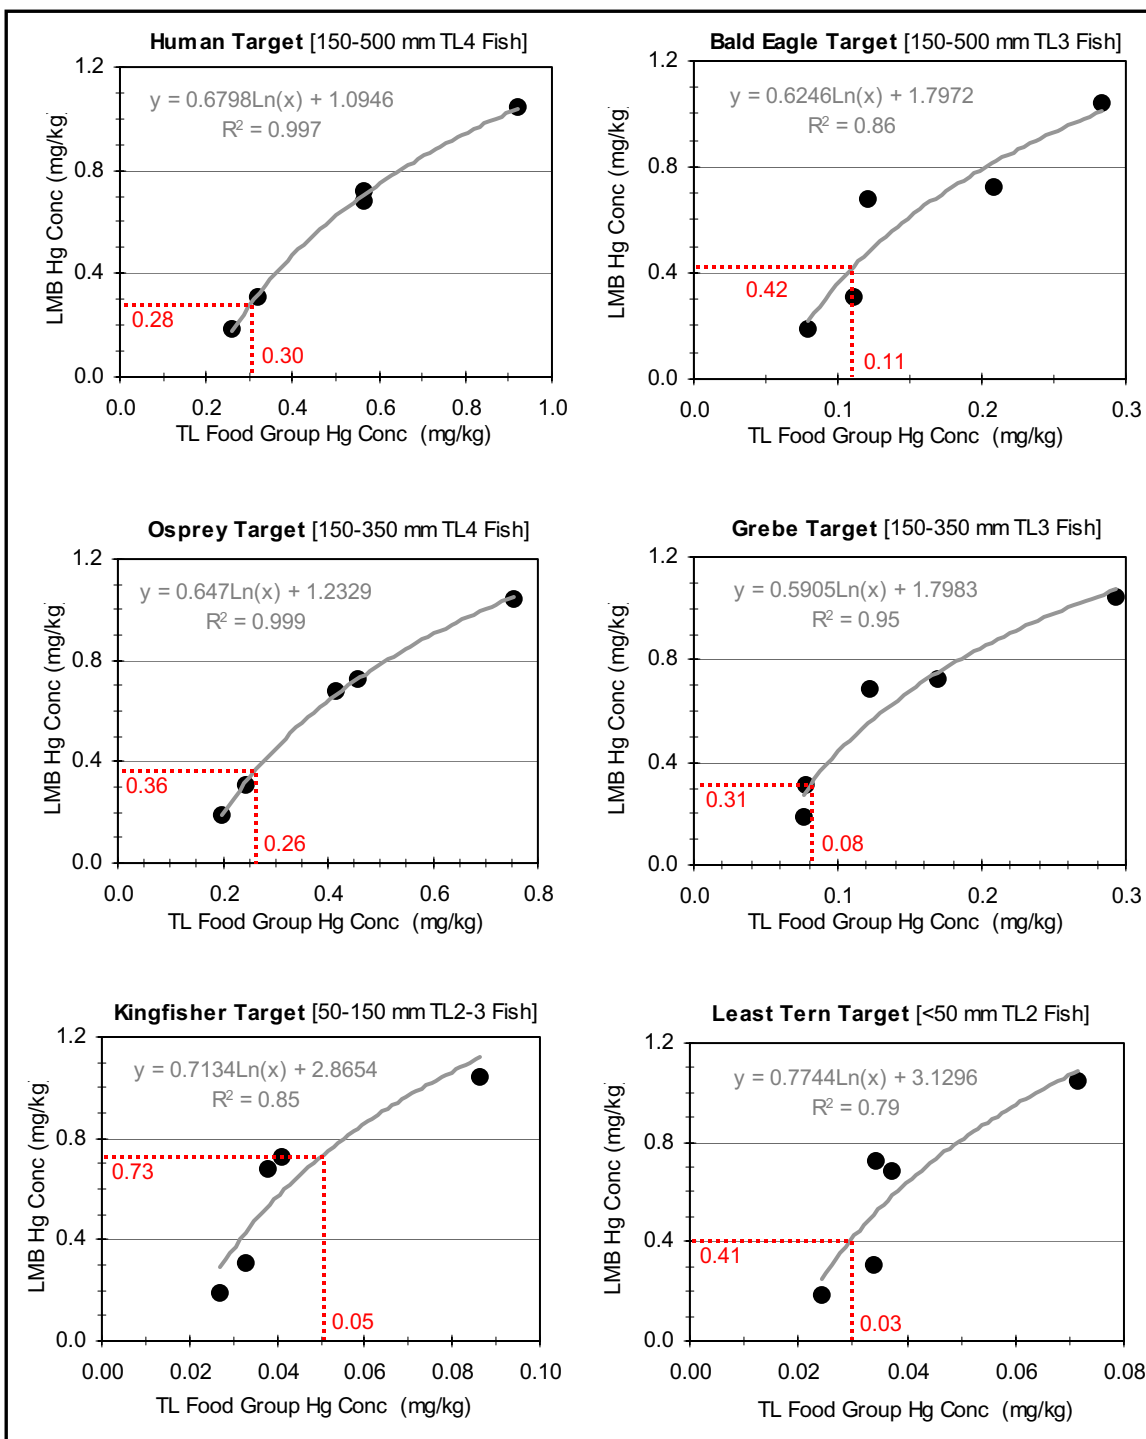 Human Target [150-500 mm TL4 Fish]
LMB Hg Conc (mg/kg)
1.2
0.8
0.4
0.0
y = 0.6798Ln(x) + 1.0946
R² = 0.997
0.28
0.30
0.0 0.2 0.4 0.6 0.8 1.0
TL Food Group Hg Conc (mg/kg)
Bald Eagle Target [150-500 mm TL3 Fish]
LMB Hg Conc (mg/kg)
1.2
0.8
0.4
0.0
y = 0.6246Ln(x) + 1.7972
R² = 0.86
0.42
0.11
0.0 0.1 0.2 0.3
TL Food Group Hg Conc (mg/kg)
Osprey Target [150-350 mm TL4 Fish]
LMB Hg Conc (mg/kg)
1.2
0.8
0.4
0.0
y = 0.647Ln(x) + 1.2329
R² = 0.999
0.36
0.26
0.0 0.2 0.4 0.6 0.8
TL Food Group Hg Conc (mg/kg)
Grebe Target [150-350 mm TL3 Fish]
LMB Hg Conc (mg/kg)
1.2
0.8
0.4
0.0
y = 0.5905Ln(x) + 1.7983
R² = 0.95
0.31
0.08
0.0 0.1 0.2 0.3
TL Food Group Hg Conc (mg/kg)
Kingfisher Target [50-150 mm TL2-3 Fish]
LMB Hg Conc (mg/kg)
1.2
0.8
0.4
0.0
y = 0.7134Ln(x) + 2.8654
R² = 0.85
0.73
0.05
0.00 0.02 0.04 0.06 0.08 0.10
TL Food Group Hg Conc (mg/kg)
Least Tern Target [<50 mm TL2 Fish]
LMB Hg Conc (mg/kg)
1.2
0.8
0.4
0.0
y = 0.7744Ln(x) + 3.1296
R² = 0.79
0.41
0.03
0.00 0.02 0.04 0.06 0.08
TL Food Group Hg Conc (mg/kg)